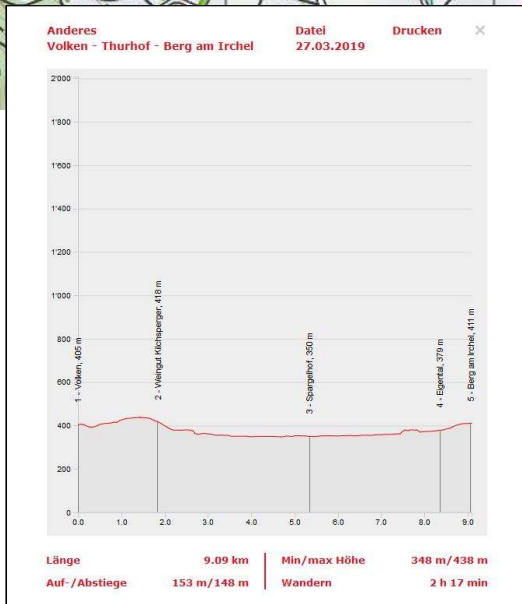 Anderes Datei Drucken ×
Volken - Thurhof - Berg am Irchel 27.03.2019
2'000
1'800
1'600
1'400
1'200
1'000
800
600
400
200
0
1 - Volken, 405 m
2 - Weingut Kilchsperger, 418 m
3 - Spargelhof, 350 m
4 - Eigental, 379 m
5 - Berg am Irchel, 411 m
0.0 1.0 2.0 3.0 4.0 5.0 6.0 7.0 8.0 9.0
Länge 9.09 km Min/max Höhe 348 m/438 m
Auf-/Abstiege 153 m/148 m Wandern 2 h 17 min